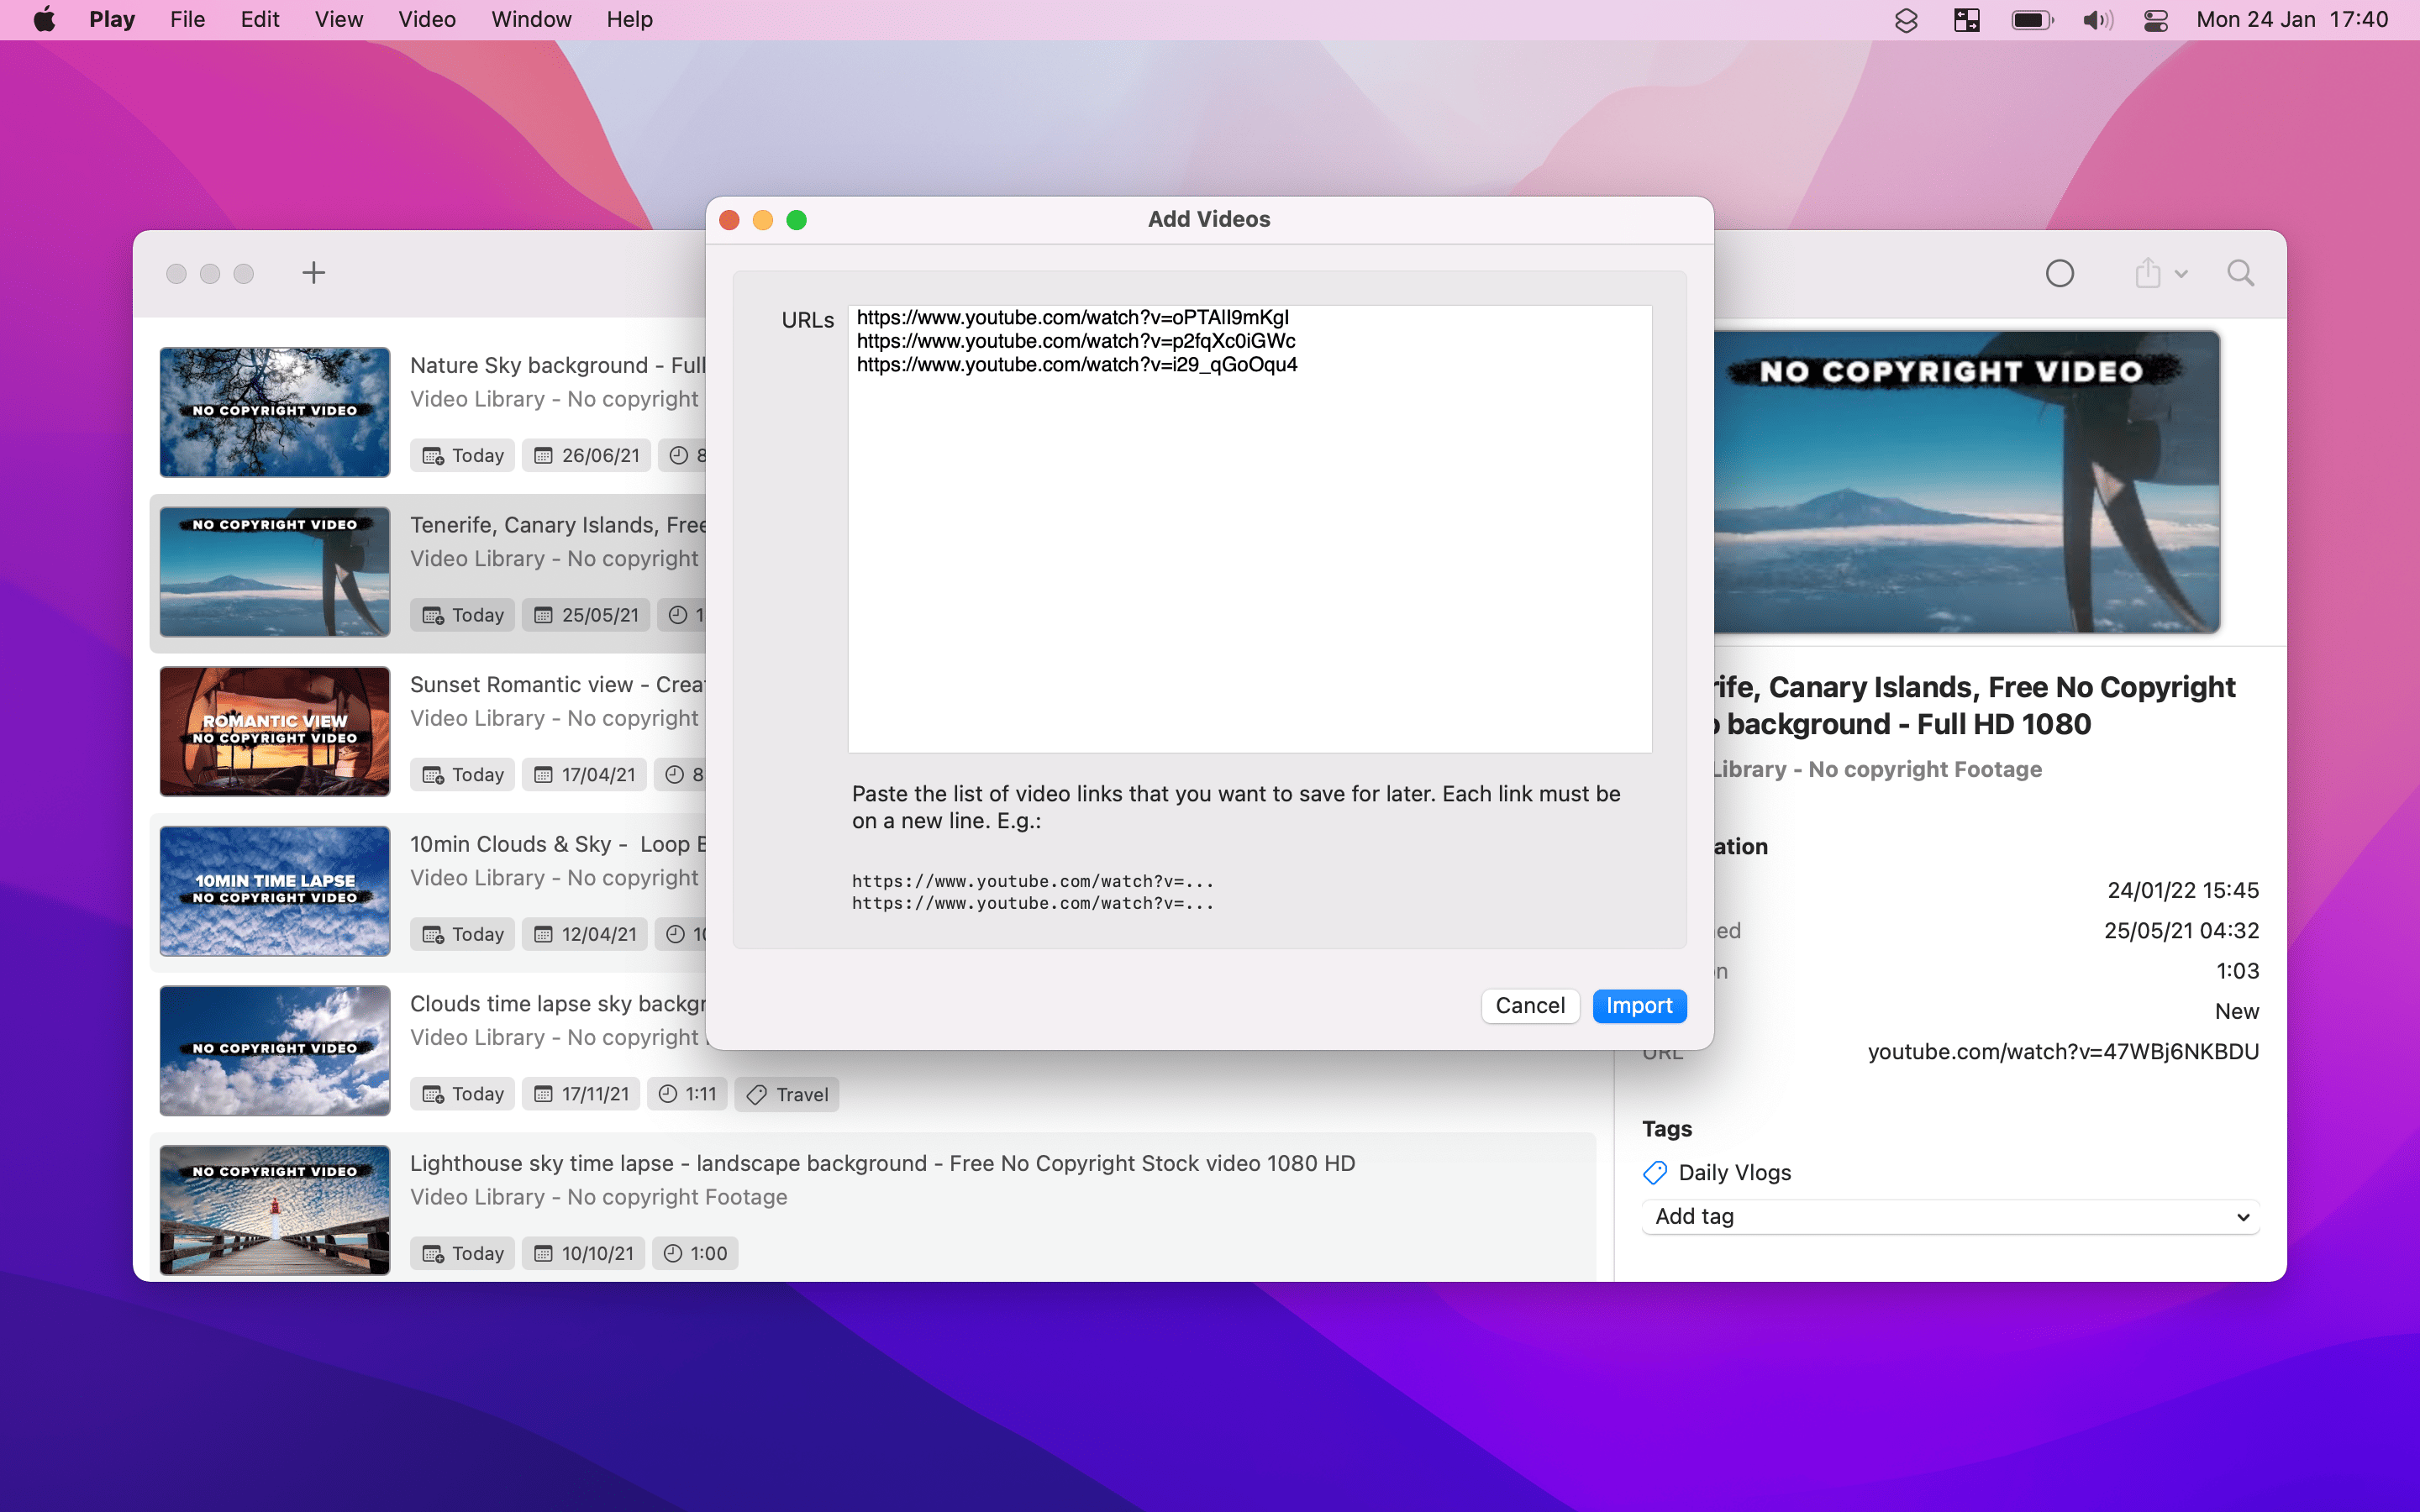 Play File Edit View Video Window Help Mon 24 Jan 17:40
Add Videos
URLs
https://www.youtube.com/watch?v=oPTAlI9mKgI
https://www.youtube.com/watch?v=p2fqXc0iGWc
https://www.youtube.com/watch?v=i29_qGoOqu4
Paste the list of video links that you want to save for later. Each link must be
on a new line. E.g.:
https://www.youtube.com/watch?v=...
https://www.youtube.com/watch?v=...
Cancel Import
NO COPYRIGHT VIDEO
Nature Sky background - Full
Video Library - No copyright
Today 26/06/21 8
NO COPYRIGHT VIDEO
Tenerife, Canary Islands, Free
Video Library - No copyright
Today 25/05/21 1
ROMANTIC VIEW
NO COPYRIGHT VIDEO
Sunset Romantic view - Crea
Video Library - No copyright
Today 17/04/21 8
10MIN TIME LAPSE
NO COPYRIGHT VIDEO
10min Clouds & Sky - Loop
Video Library - No copyright
Today 12/04/21 10
NO COPYRIGHT VIDEO
Clouds time lapse sky backgr
Video Library - No copyright
Today 17/11/21 1:11 Travel
NO COPYRIGHT VIDEO
Lighthouse sky time lapse - landscape background - Free No Copyright Stock video 1080 HD
Video Library - No copyright Footage
Today 10/10/21 1:00
NO COPYRIGHT VIDEO
rife, Canary Islands, Free No Copyright
background - Full HD 1080
Library - No copyright Footage
ation
24/01/22 15:45
ed 25/05/21 04:32
n 1:03
New
URL youtube.com/watch?v=47WBj6NKBDU
Tags
Daily Vlogs
Add tag